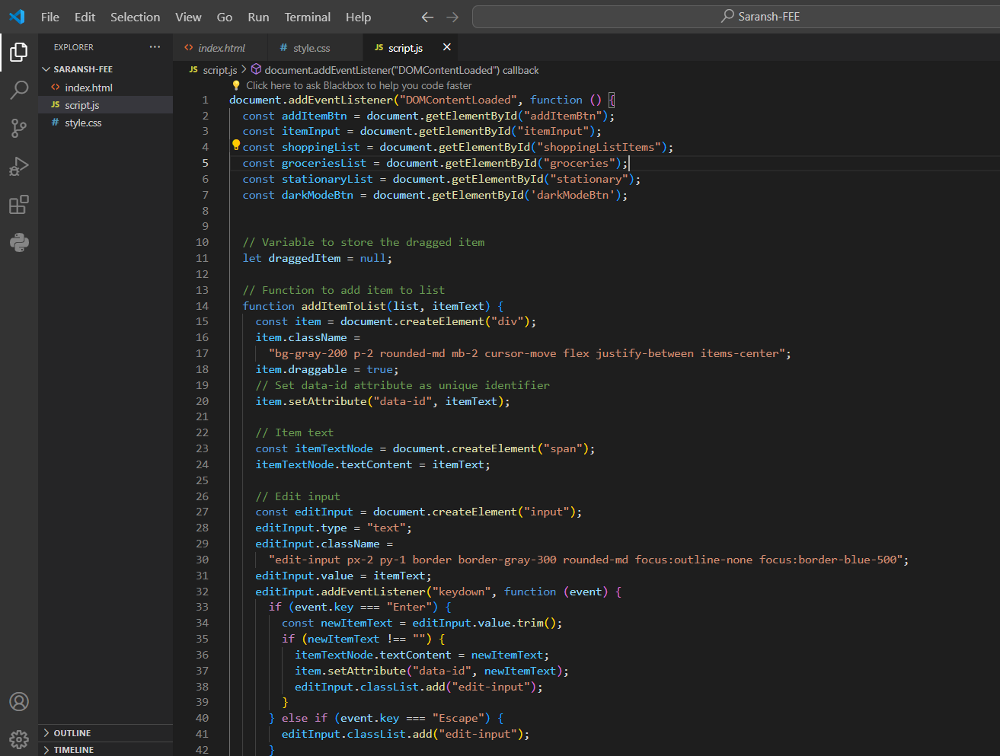 File Edit Selection View Go Run Terminal Help
Saransh-FEE
EXPLORER
SARANSH-FEE
<> index.html
JS script.js
# style.css
OUTLINE
TIMELINE
<> index.html
# style.css
JS script.js
JS script.js > document.addEventListener("DOMContentLoaded") callback
Click here to ask Blackbox to help you code faster
1 document.addEventListener("DOMContentLoaded", function () {
2 const addItemBtn = document.getElementById("addItemBtn");
3 const itemInput = document.getElementById("itemInput");
4 const shoppingList = document.getElementById("shoppingListItems");
5 const groceriesList = document.getElementById("groceries");
6 const stationaryList = document.getElementById("stationary");
7 const darkModeBtn = document.getElementById('darkModeBtn');
8
9
10 // Variable to store the dragged item
11 let draggedItem = null;
12
13 // Function to add item to list
14 function addItemToList(list, itemText) {
15 const item = document.createElement("div");
16 item.className =
17 "bg-gray-200 p-2 rounded-md mb-2 cursor-move flex justify-between items-center";
18 item.draggable = true;
19 // Set data-id attribute as unique identifier
20 item.setAttribute("data-id", itemText);
21
22 // Item text
23 const itemTextNode = document.createElement("span");
24 itemTextNode.textContent = itemText;
25
26 // Edit input
27 const editInput = document.createElement("input");
28 editInput.type = "text";
29 editInput.className =
30 "edit-input px-2 py-1 border border-gray-300 rounded-md focus:outline-none focus:border-blue-500";
31 editInput.value = itemText;
32 editInput.addEventListener("keydown", function (event) {
33 if (event.key === "Enter") {
34 const newItemText = editInput.value.trim();
35 if (newItemText !== "") {
36 itemTextNode.textContent = newItemText;
37 item.setAttribute("data-id", newItemText);
38 editInput.classList.add("edit-input");
39 }
40 } else if (event.key === "Escape") {
41 editInput.classList.add("edit-input");
42 }